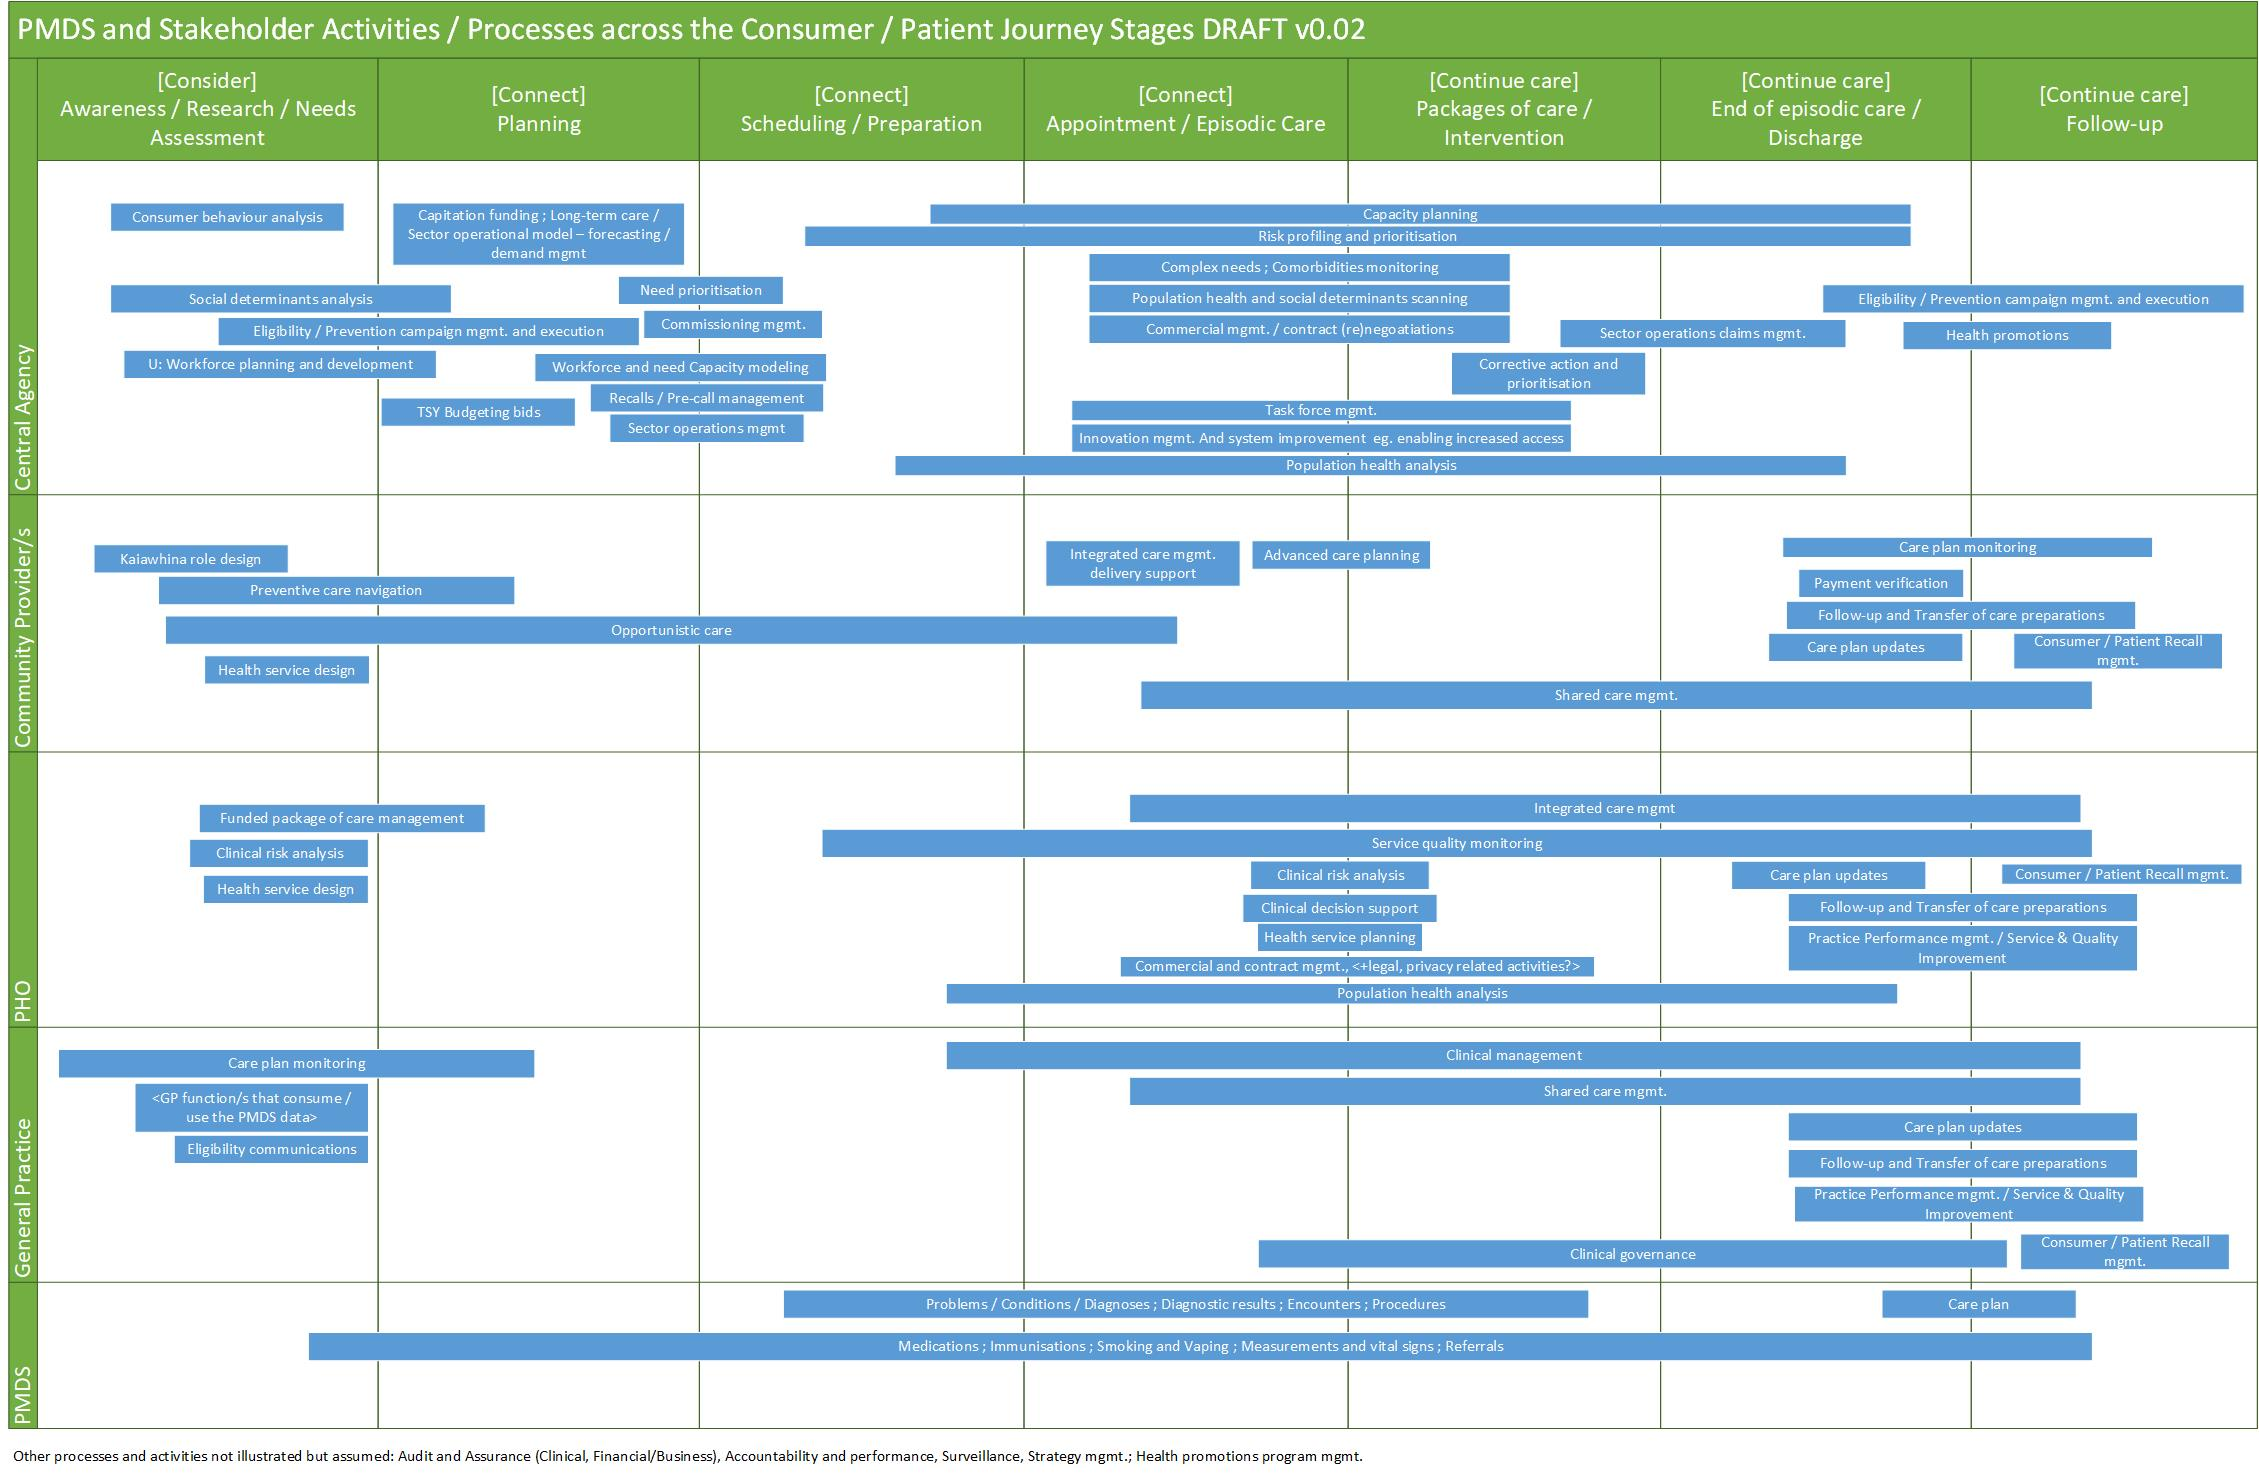 PMDS and Stakeholder Activities / Processes across the Consumer / Patient Journey Stages DRAFT v0.02
[Consider]
Awareness / Research / Needs
Assessment
[Connect]
Planning
[Connect]
Scheduling / Preparation
[Connect]
Appointment / Episodic Care
[Continue care]
Packages of care /
Intervention
[Continue care]
End of episodic care /
Discharge
[Continue care]
Follow-up
Central Agency
Consumer behaviour analysis
Capitation funding ; Long-term care /
Sector operational model – forecasting /
demand mgmt
Capacity planning
Risk profiling and prioritisation
Complex needs ; Comorbidities monitoring
Need prioritisation
Social determinants analysis
Population health and social determinants scanning
Eligibility / Prevention campaign mgmt. and execution
Eligibility / Prevention campaign mgmt. and execution
Commissioning mgmt.
Commercial mgmt. / contract (re)negoatiations
Sector operations claims mgmt.
Health promotions
U: Workforce planning and development
Workforce and need Capacity modeling
Corrective action and
prioritisation
Recalls / Pre-call management
TSY Budgeting bids
Task force mgmt.
Sector operations mgmt
Innovation mgmt. And system improvement eg. enabling increased access
Population health analysis
Community Provider/s
Kaiawhina role design
Integrated care mgmt.
delivery support
Advanced care planning
Care plan monitoring
Preventive care navigation
Payment verification
Opportunistic care
Follow-up and Transfer of care preparations
Health service design
Care plan updates
Consumer / Patient Recall
mgmt.
Shared care mgmt.
PHO
Funded package of care management
Integrated care mgmt
Clinical risk analysis
Service quality monitoring
Health service design
Clinical risk analysis
Care plan updates
Consumer / Patient Recall mgmt.
Clinical decision support
Follow-up and Transfer of care preparations
Health service planning
Practice Performance mgmt. / Service & Quality
Improvement
Commercial and contract mgmt., <+legal, privacy related activities?>
Population health analysis
General Practice
Care plan monitoring
Clinical management
<GP function/s that consume /
use the PMDS data>
Shared care mgmt.
Eligibility communications
Care plan updates
Follow-up and Transfer of care preparations
Practice Performance mgmt. / Service & Quality
Improvement
Clinical governance
Consumer / Patient Recall
mgmt.
PMDS
Problems / Conditions / Diagnoses ; Diagnostic results ; Encounters ; Procedures
Care plan
Medications ; Immunisations ; Smoking and Vaping ; Measurements and vital signs ; Referrals
Other processes and activities not illustrated but assumed: Audit and Assurance (Clinical, Financial/Business), Accountability and performance, Surveillance, Strategy mgmt.; Health promotions program mgmt.